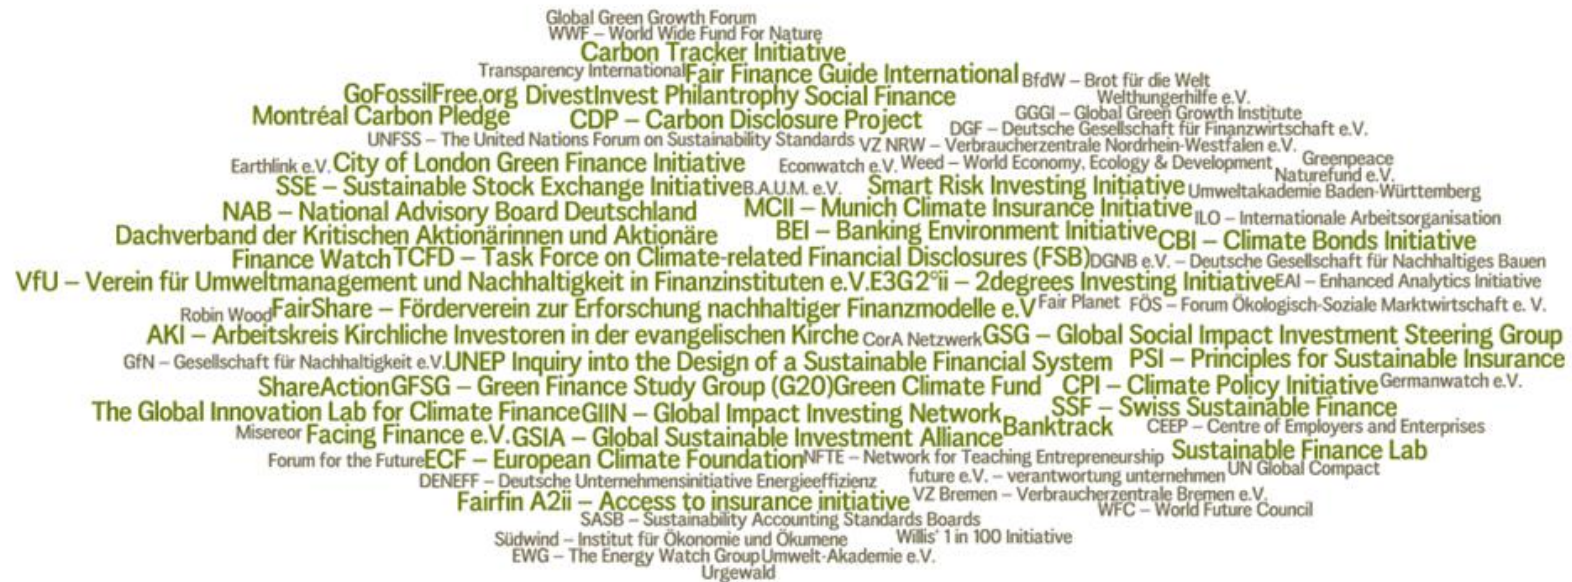 Global Green Growth Forum
WWF – World Wide Fund For Nature
Carbon Tracker Initiative
Transparency International Fair Finance Guide International BfdW – Brot für die Welt
GoFossilFree.org DivestInvest Philantrophy Social Finance Welthungerhilfe e.V.
Montréal Carbon Pledge CDP – Carbon Disclosure Project GGGI – Global Green Growth Institute
DGF – Deutsche Gesellschaft für Finanzwirtschaft e.V.
UNFSS – The United Nations Forum on Sustainability Standards VZ NRW – Verbraucherzentrale Nordrhein-Westfalen e.V.
Earthlink e.V. City of London Green Finance Initiative Econwatch e.V. Weed – World Economy, Ecology & Development Greenpeace
Naturefund e.V.
SSE – Sustainable Stock Exchange Initiative B.A.U.M. e.V. Smart Risk Investing Initiative Umweltakademie Baden-Württemberg
NAB – National Advisory Board Deutschland MCII – Munich Climate Insurance Initiative ILO – Internationale Arbeitsorganisation
Dachverband der Kritischen Aktionärinnen und Aktionäre BEI – Banking Environment Initiative CBI – Climate Bonds Initiative
Finance Watch TCFD – Task Force on Climate-related Financial Disclosures (FSB) DGNB e.V. – Deutsche Gesellschaft für Nachhaltiges Bauen
VfU – Verein für Umweltmanagement und Nachhaltigkeit in Finanzinstituten e.V. E3G 2°ii – 2degrees Investing Initiative EAI – Enhanced Analytics Initiative
Robin Wood FairShare – Förderverein zur Erforschung nachhaltiger Finanzmodelle e.V Fair Planet FÖS – Forum Ökologisch-Soziale Marktwirtschaft e. V.
AKI – Arbeitskreis Kirchliche Investoren in der evangelischen Kirche CorA Netzwerk GSG – Global Social Impact Investment Steering Group
GfN – Gesellschaft für Nachhaltigkeit e.V. UNEP Inquiry into the Design of a Sustainable Financial System PSI – Principles for Sustainable Insurance
ShareAction GFSG – Green Finance Study Group (G20) Green Climate Fund CPI – Climate Policy Initiative Germanwatch e.V.
The Global Innovation Lab for Climate Finance GIIN – Global Impact Investing Network SSF – Swiss Sustainable Finance
Misereor Facing Finance e.V. GSIA – Global Sustainable Investment Alliance Banktrack CEEP – Centre of Employers and Enterprises
Forum for the Future ECF – European Climate Foundation NFTE – Network for Teaching Entrepreneurship Sustainable Finance Lab
DENEFF – Deutsche Unternehmensinitiative Energieeffizienz future e.V. – verantwortung unternehmen UN Global Compact
Fairfin A2ii – Access to insurance initiative VZ Bremen – Verbraucherzentrale Bremen e.V.
WFC – World Future Council
SASB – Sustainability Accounting Standards Boards
Südwind – Institut für Ökonomie und Ökumene Willis' 1 in 100 Initiative
EWG – The Energy Watch Group Umwelt-Akademie e.V.
Urgewald